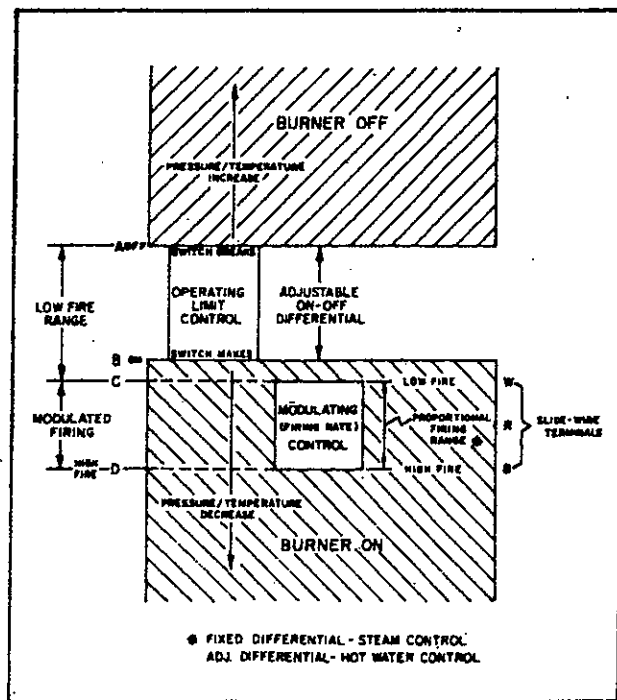 BURNER OFF
PRESSURE/TEMPERATURE
INCREASE
A OFF
SWITCH BREAKS
LOW FIRE
RANGE
OPERATING
LIMIT
CONTROL
ADJUSTABLE
ON-OFF
DIFFERENTIAL
B ON
SWITCH MAKES
C
LOW FIRE
W
MODULATED
FIRING
MODULATING
(FIRING RATE)
CONTROL
PROPORTIONAL
FIRING
RANGE *
SLIDE-WIRE
TERMINALS
HIGH
FIRE
D
HIGH FIRE
PRESSURE/TEMPERATURE
DECREASE
BURNER ON
* FIXED DIFFERENTIAL - STEAM CONTROL
ADJ. DIFFERENTIAL - HOT WATER CONTROL